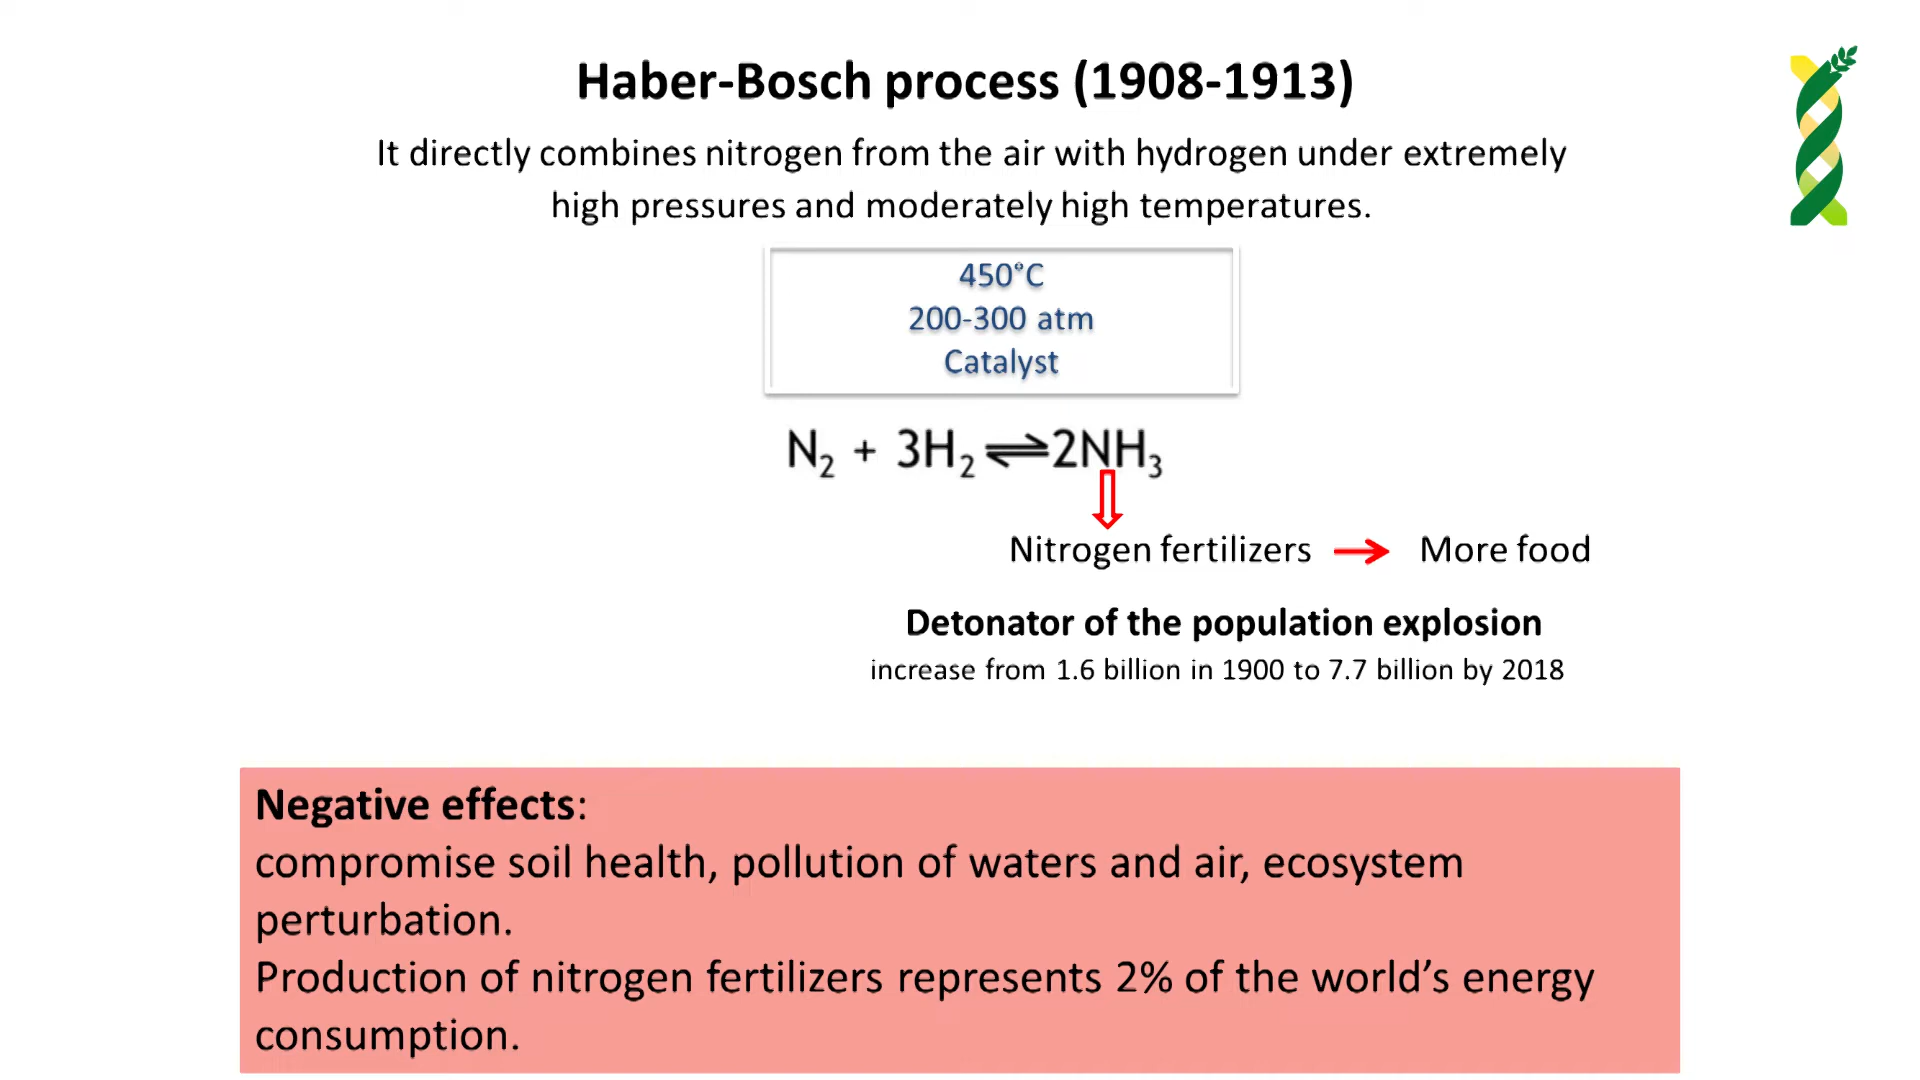 Haber-Bosch process (1908-1913)
It directly combines nitrogen from the air with hydrogen under extremely
high pressures and moderately high temperatures.
450°C
200-300 atm
Catalyst
N₂ + 3H₂ ⇌ 2NH₃
Nitrogen fertilizers → More food
Detonator of the population explosion
increase from 1.6 billion in 1900 to 7.7 billion by 2018
Negative effects:
compromise soil health, pollution of waters and air, ecosystem
perturbation.
Production of nitrogen fertilizers represents 2% of the world’s energy
consumption.